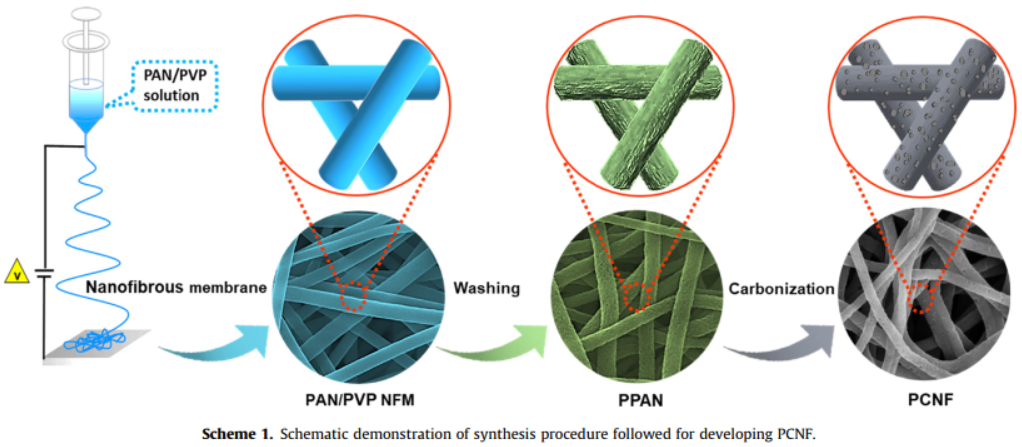 PAN/PVP
solution
V
Nanofibrous membrane
Washing
Carbonization
PAN/PVP NFM
PPAN
PCNF
Scheme 1. Schematic demonstration of synthesis procedure followed for developing PCNF.